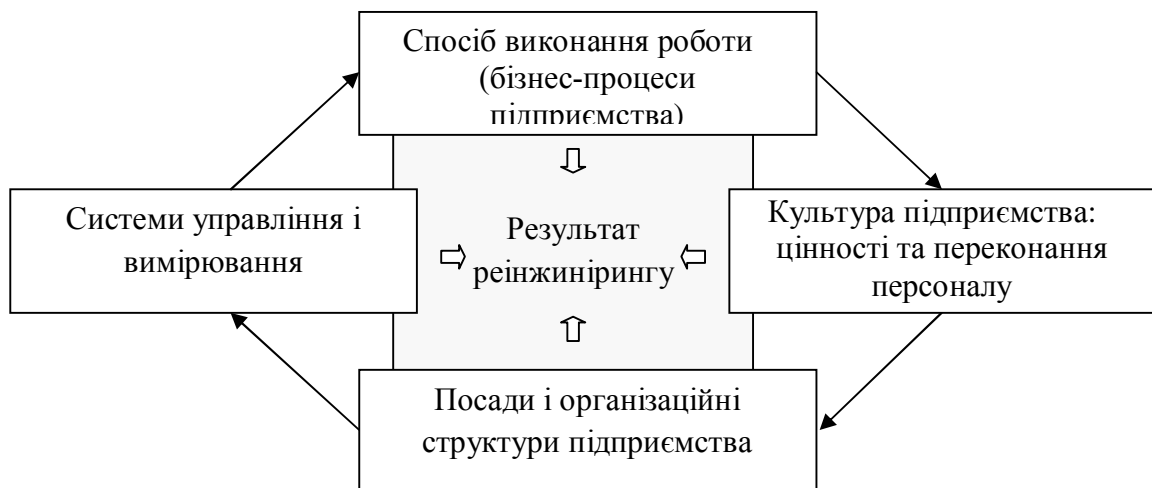 Спосіб виконання роботи
(бізнес-процеси
підприємства)
Системи управління і
вимірювання
Результат
реінжинірингу
Культура підприємства:
цінності та переконання
персоналу
Посади і організаційні
структури підприємства